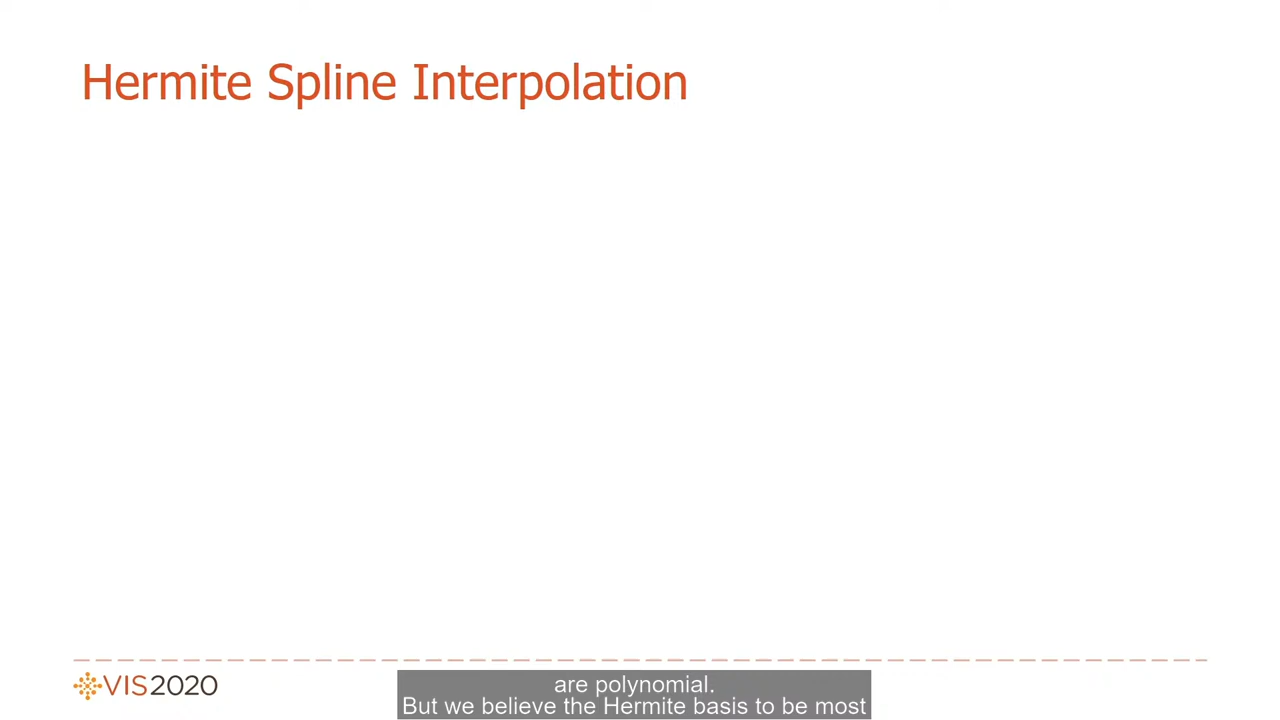 Hermite Spline Interpolation
VIS2020
are polynomial.
But we believe the Hermite basis to be most